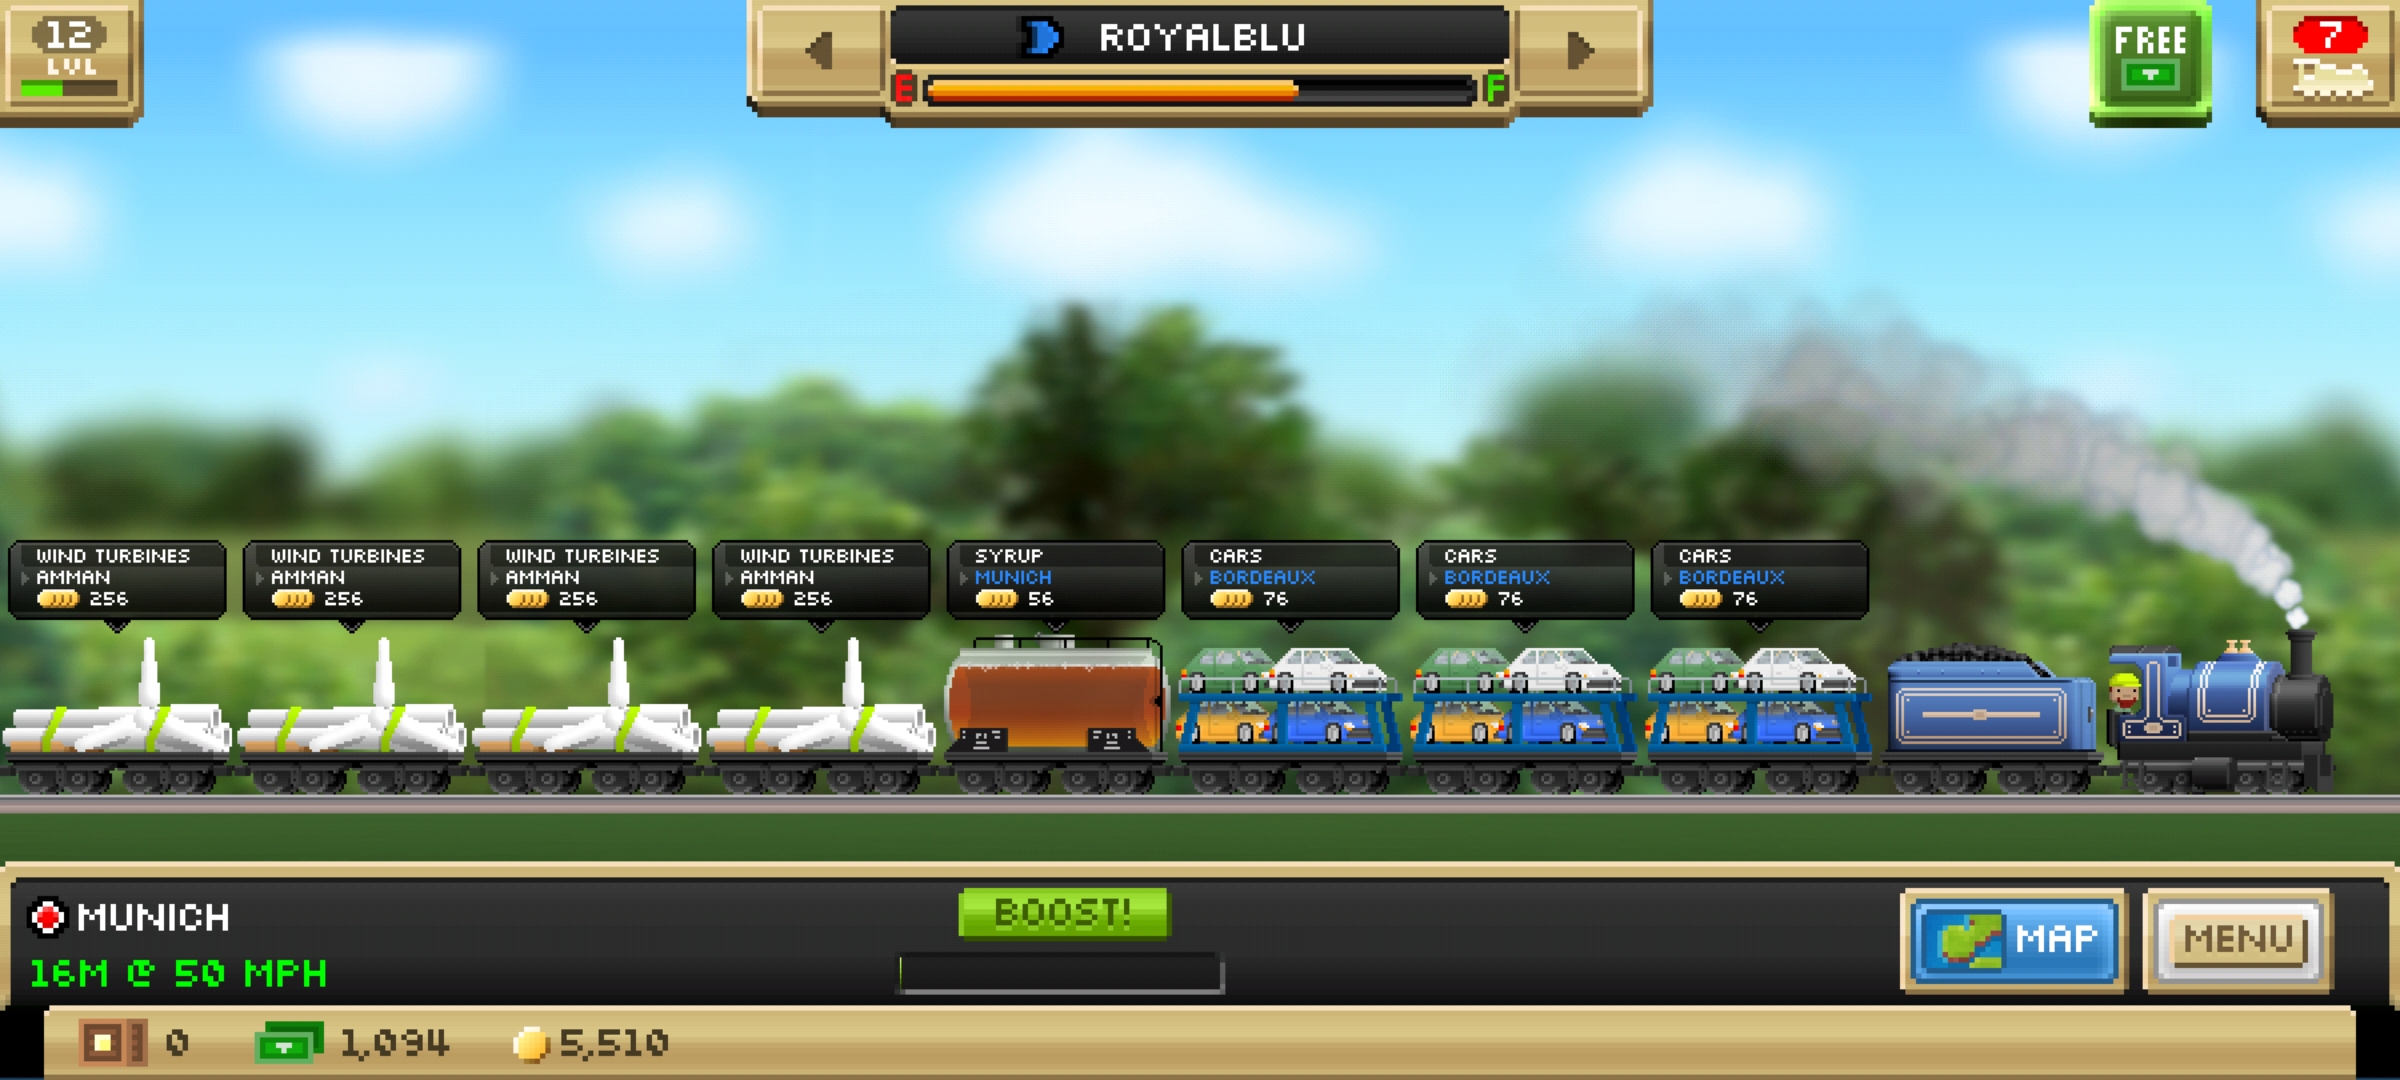 12
LVL
ROYALBLU
E
F
FREE
7
WIND TURBINES
AMMAN
256
WIND TURBINES
AMMAN
256
WIND TURBINES
AMMAN
256
WIND TURBINES
AMMAN
256
SYRUP
MUNICH
56
CARS
BORDEAUX
76
CARS
BORDEAUX
76
CARS
BORDEAUX
76
MUNICH
16M @ 50 MPH
BOOST!
MAP
MENU
0
1,094
5,510